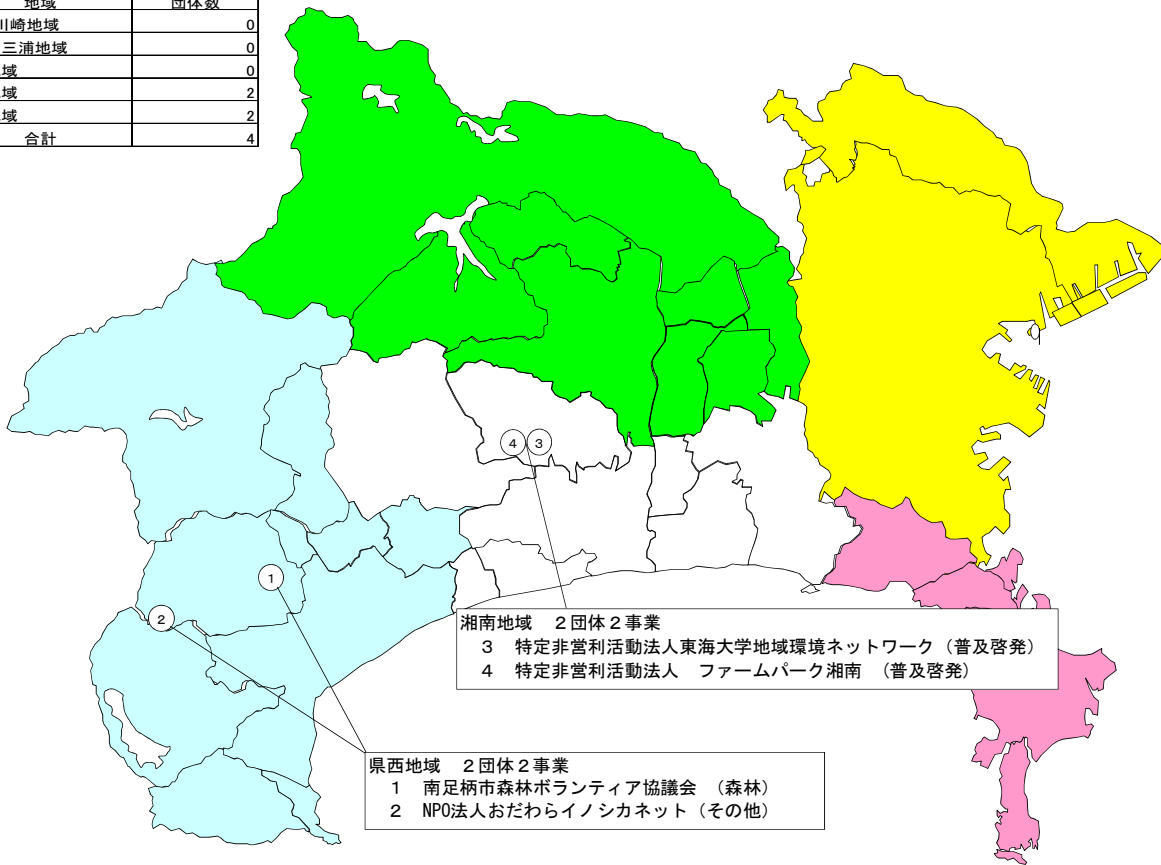 地域 団体数
川崎地域 0
三浦地域 0
域 0
域 2
域 2
合計 4
4 3
1
2
湘南地域 2団体2事業
3 特定非営利活動法人東海大学地域環境ネットワーク（普及啓発）
4 特定非営利活動法人 ファームパーク湘南 （普及啓発）
県西地域 2団体2事業
1 南足柄市森林ボランティア協議会 （森林）
2 NPO法人おだわらイノシカネット（その他）